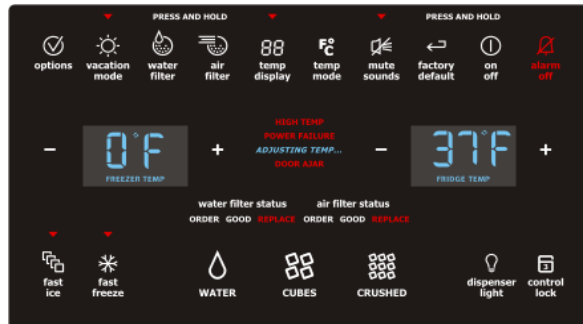 PRESS AND HOLD PRESS AND HOLD
options vacation mode water filter air filter 88 temp display F°C temp mode mute sounds factory default on off alarm off
HIGH TEMP
POWER FAILURE
ADJUSTING TEMP...
DOOR AJAR
− 0°F + − 37°F +
FREEZER TEMP FRIDGE TEMP
water filter status air filter status
ORDER GOOD REPLACE ORDER GOOD REPLACE
fast ice fast freeze WATER CUBES CRUSHED dispenser light 3 control lock